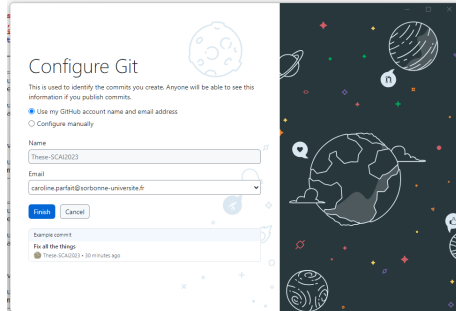 Configure Git
This is used to identify the commits you create. Anyone will be able to see this
information if you publish commits.
Use my GitHub account name and email address
Configure manually
Name
These-SCAI2023
Email
caroline.parfait@sorbonne-universite.fr
Finish
Cancel
Example commit
Fix all the things
These-SCAI2023 • 30 minutes ago